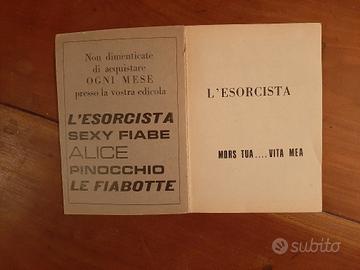 Non dimenticate
di acquistare
OGNI MESE
presso la vostra edicola
L'ESORCISTA
SEXY FIABE
ALICE
PINOCCHIO
LE FIABOTTE
L'ESORCISTA
MORS TUA....VITA MEA
subito